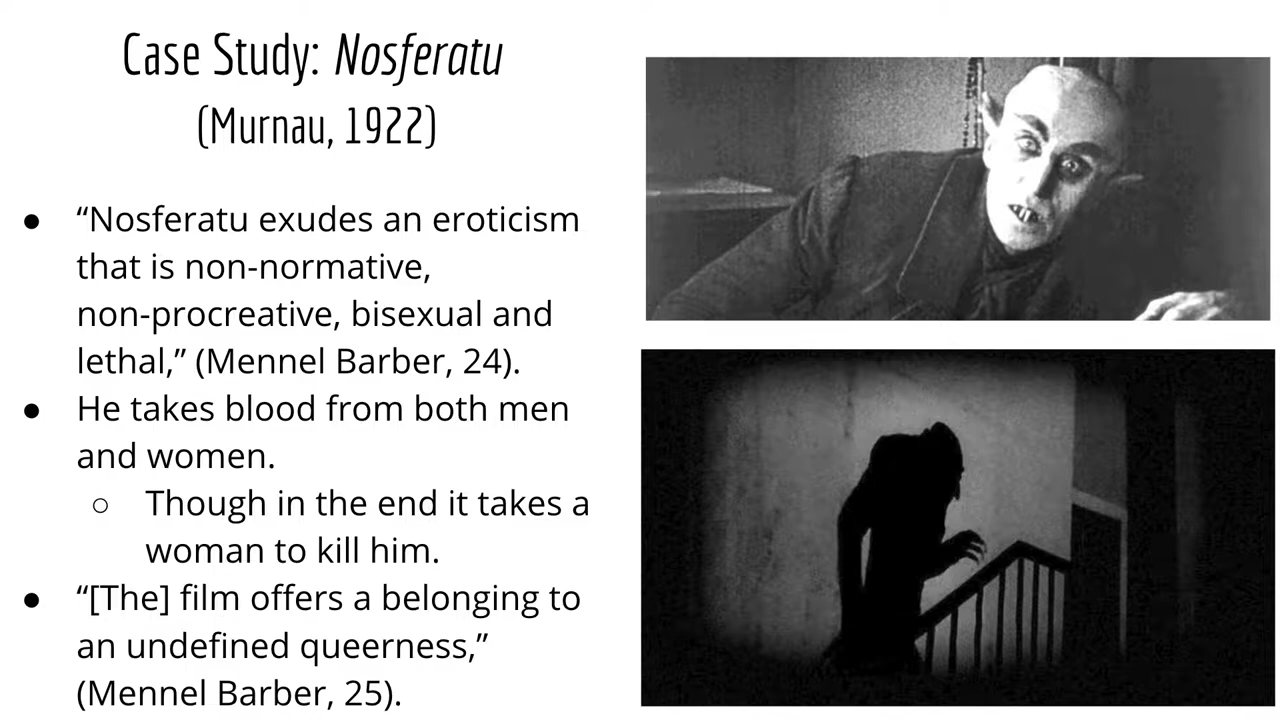 Case Study: Nosferatu
(Murnau, 1922)
● “Nosferatu exudes an eroticism
that is non-normative,
non-procreative, bisexual and
lethal,” (Mennel Barber, 24).
● He takes blood from both men
and women.
○ Though in the end it takes a
woman to kill him.
● “[The] film offers a belonging to
an undefined queerness,”
(Mennel Barber, 25).